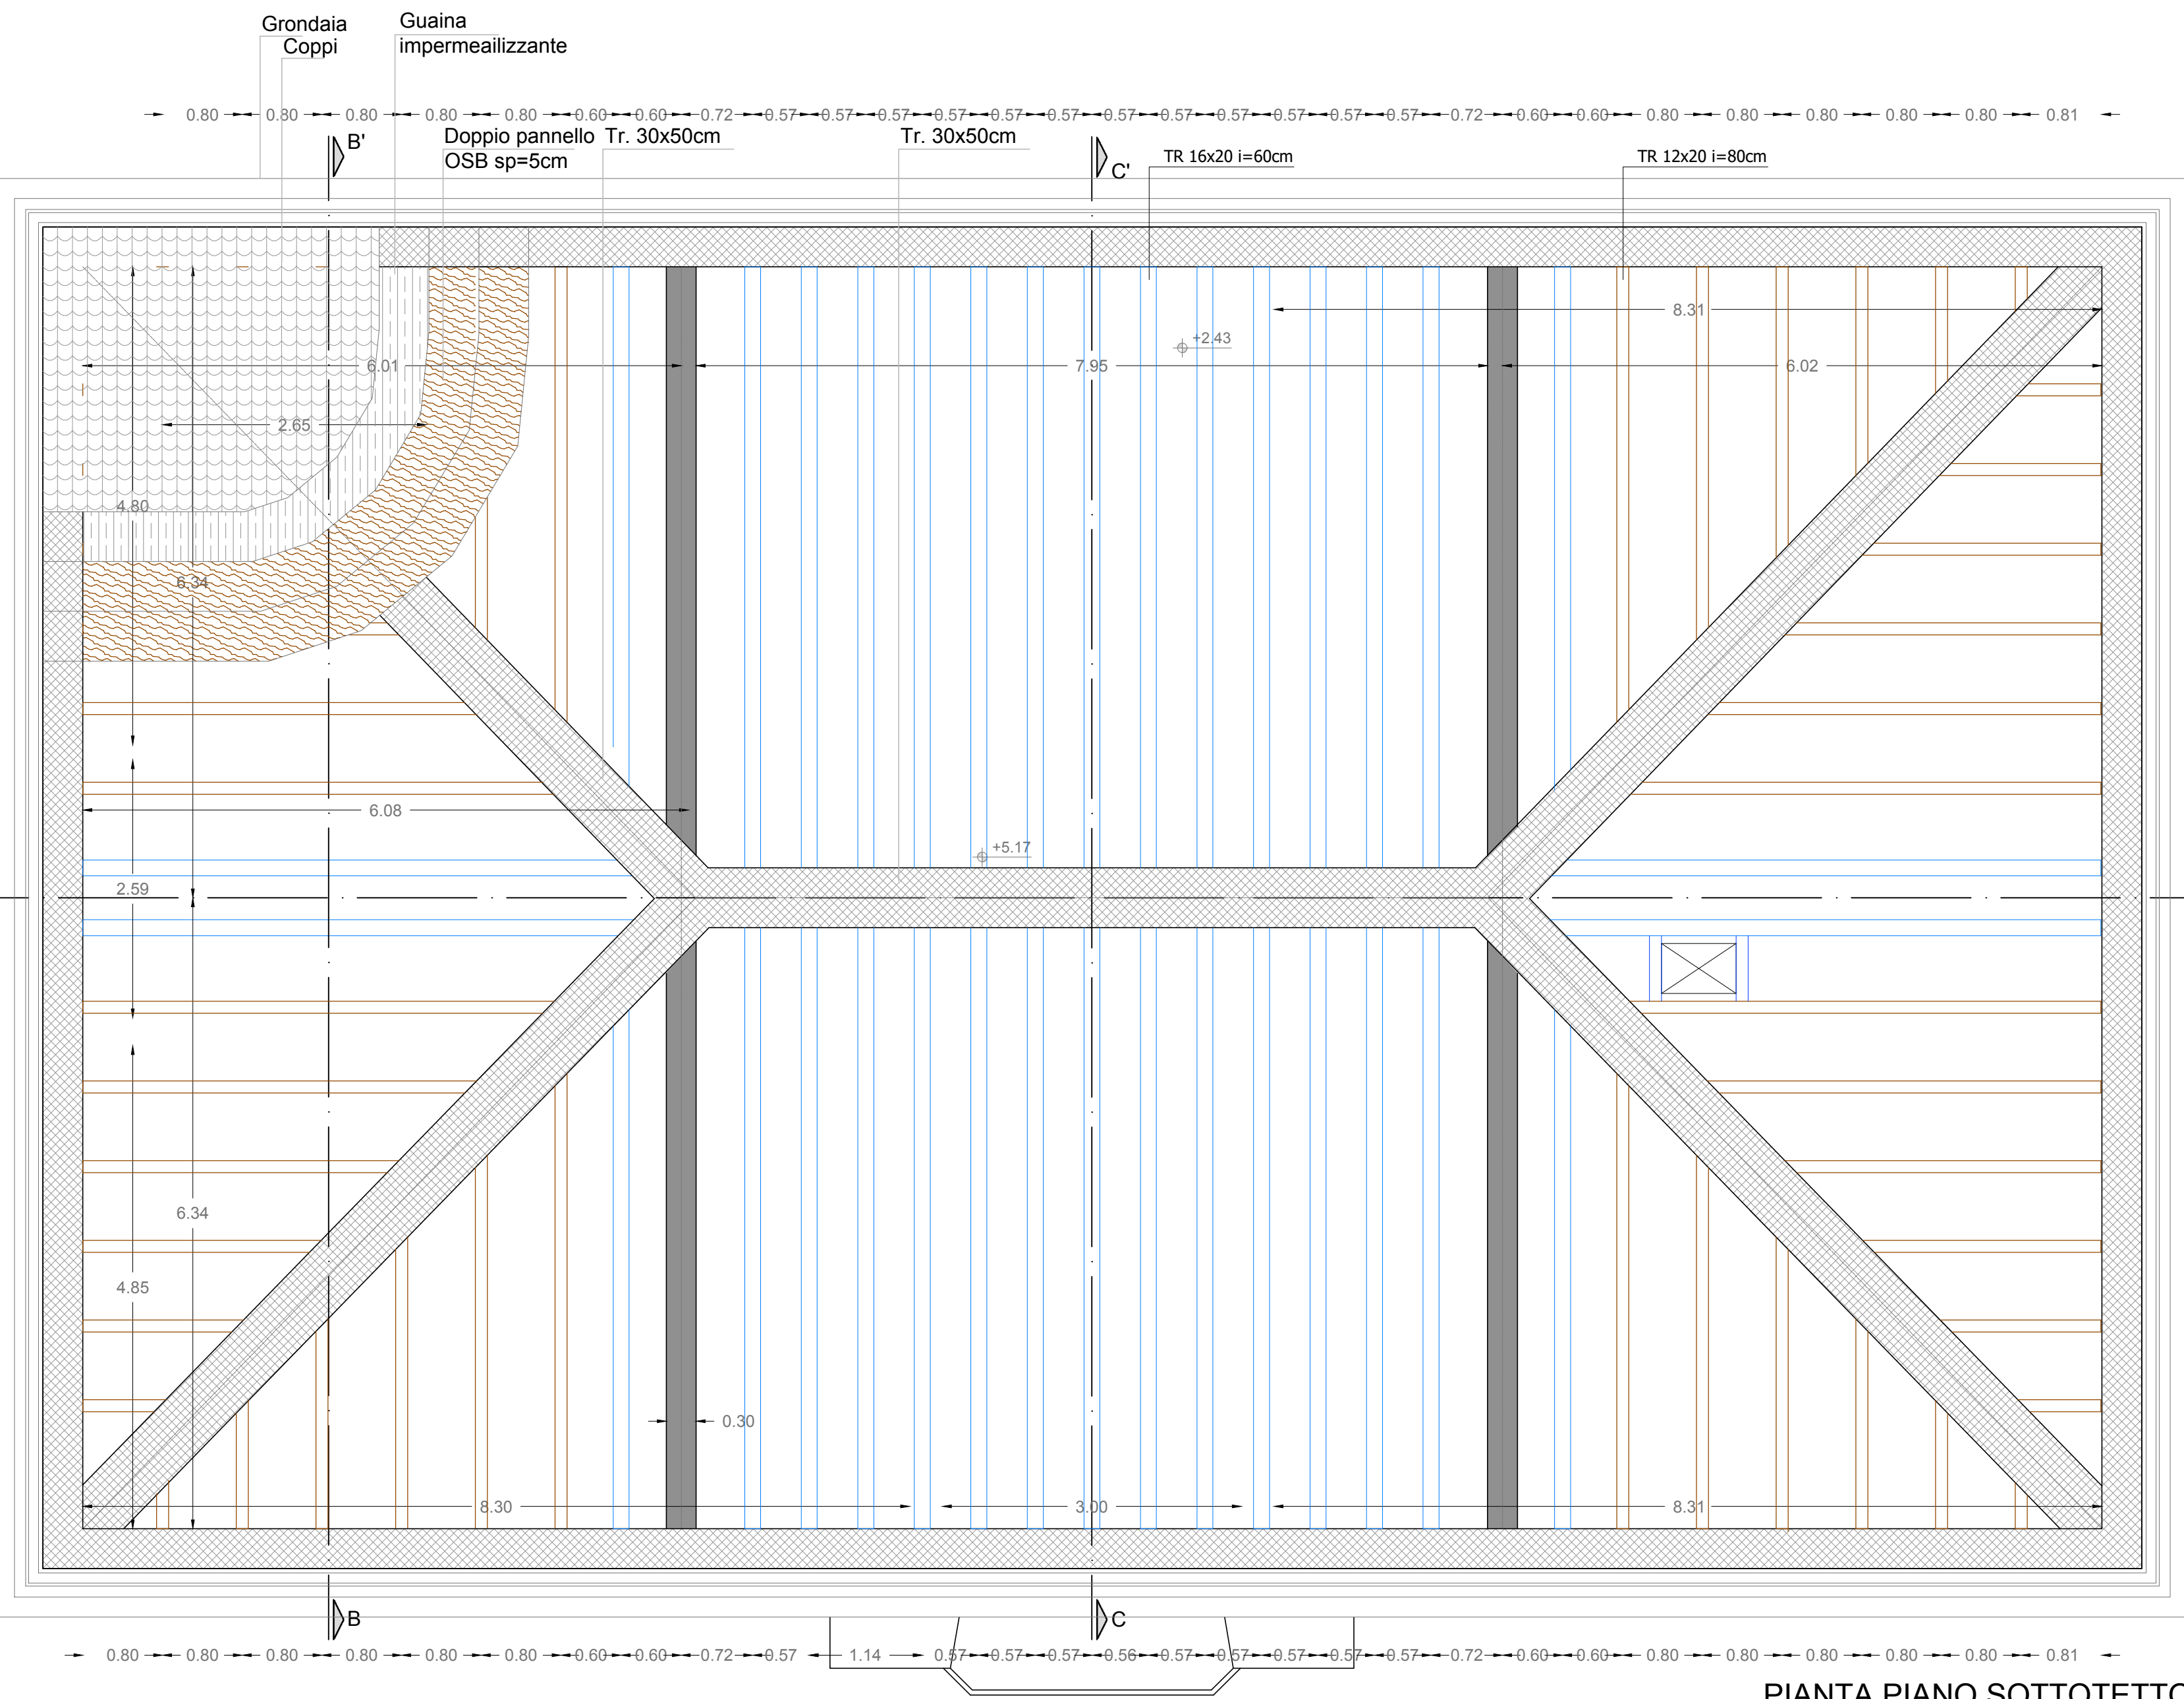 Grondaia
Coppi
Guaina
impermeailizzante
0.80 0.80 0.80 0.80 0.80 0.60 0.60 0.72 0.57 0.57 0.57 0.57 0.57 0.57 0.57 0.57 0.57 0.57 0.57 0.57 0.72 0.60 0.60 0.80 0.80 0.80 0.80 0.80 0.81
B'
Doppio pannello
OSB sp=5cm
Tr. 30x50cm
Tr. 30x50cm
C'
TR 16x20 i=60cm
TR 12x20 i=80cm
8.31
+2.43
6.01
7.95
6.02
2.65
4.80
6.34
6.08
+5.17
2.59
6.34
4.85
0.30
8.30
3.00
8.31
B
C
0.80 0.80 0.80 0.80 0.80 0.80 0.60 0.60 0.72 0.57 1.14 0.57 0.57 0.57 0.56 0.57 0.57 0.57 0.57 0.57 0.72 0.60 0.60 0.80 0.80 0.80 0.80 0.80 0.81
PIANTA PIANO SOTTOTETTO